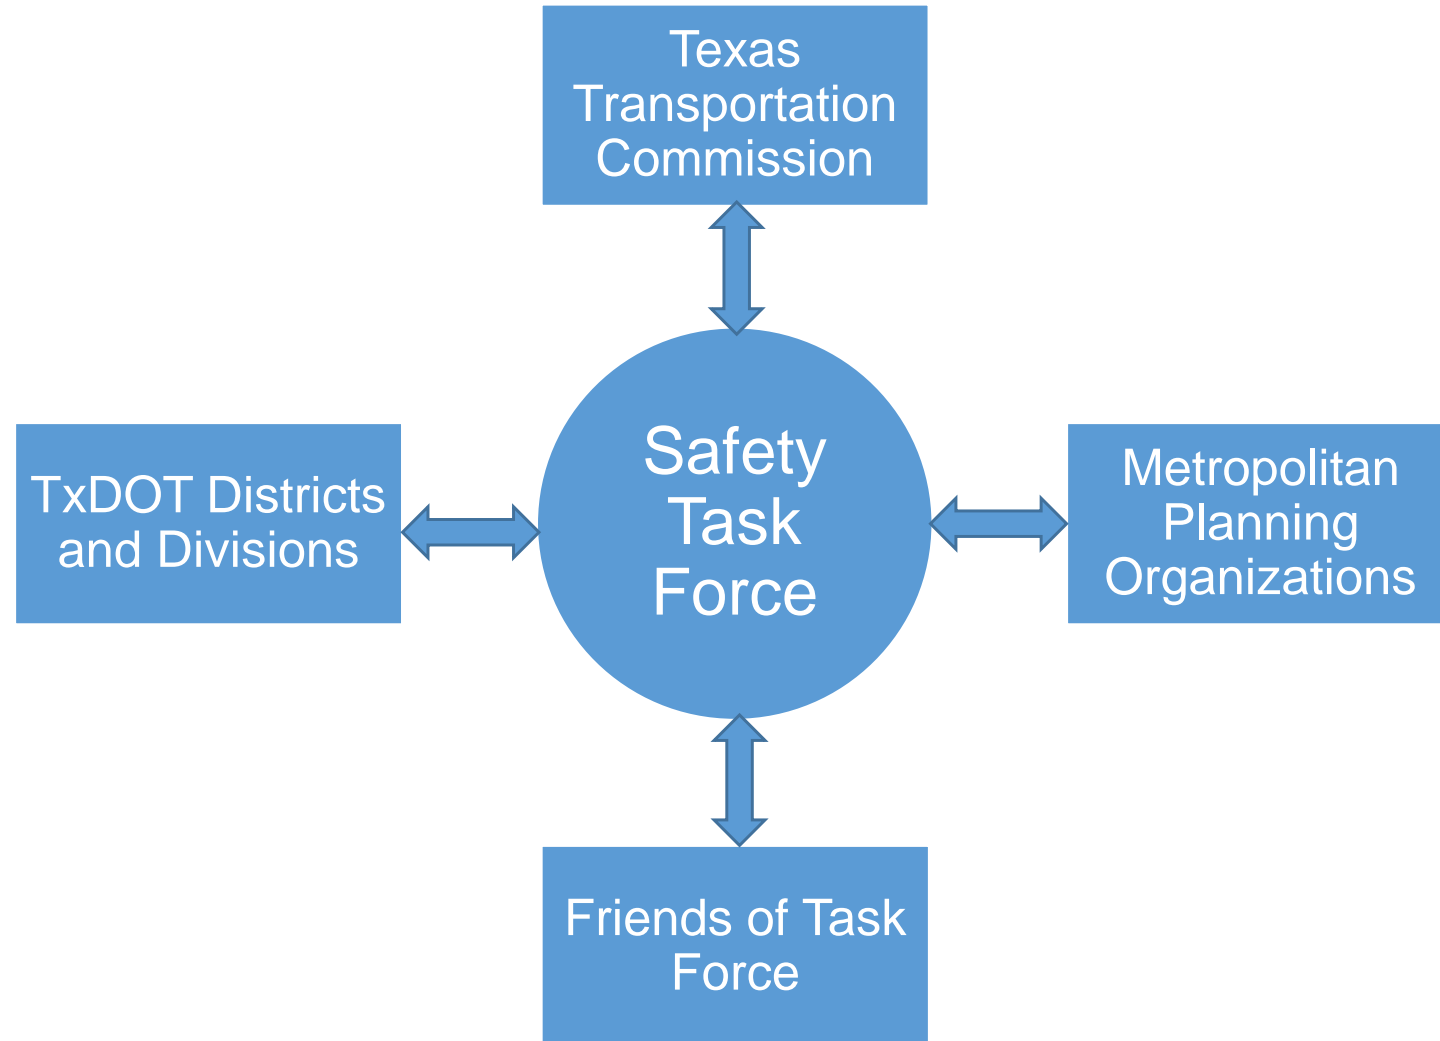 Texas
Transportation
Commission
Safety
Task
Force
TxDOT Districts
and Divisions
Metropolitan
Planning
Organizations
Friends of Task
Force